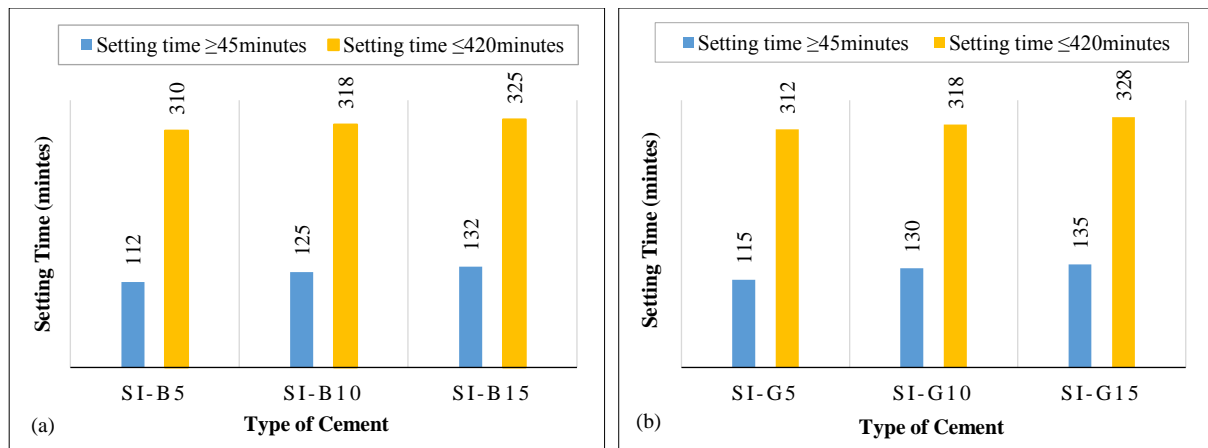 Setting time ≥45minutes Setting time ≤420minutes
310 318 325
112 125 132
Setting Time (mintes)
SI-B5 SI-B10 SI-B15
Type of Cement
(a)
Setting time ≥45minutes Setting time ≤420minutes
312 318 328
115 130 135
Setting Time (mintes)
SI-G5 SI-G10 SI-G15
Type of Cement
(b)